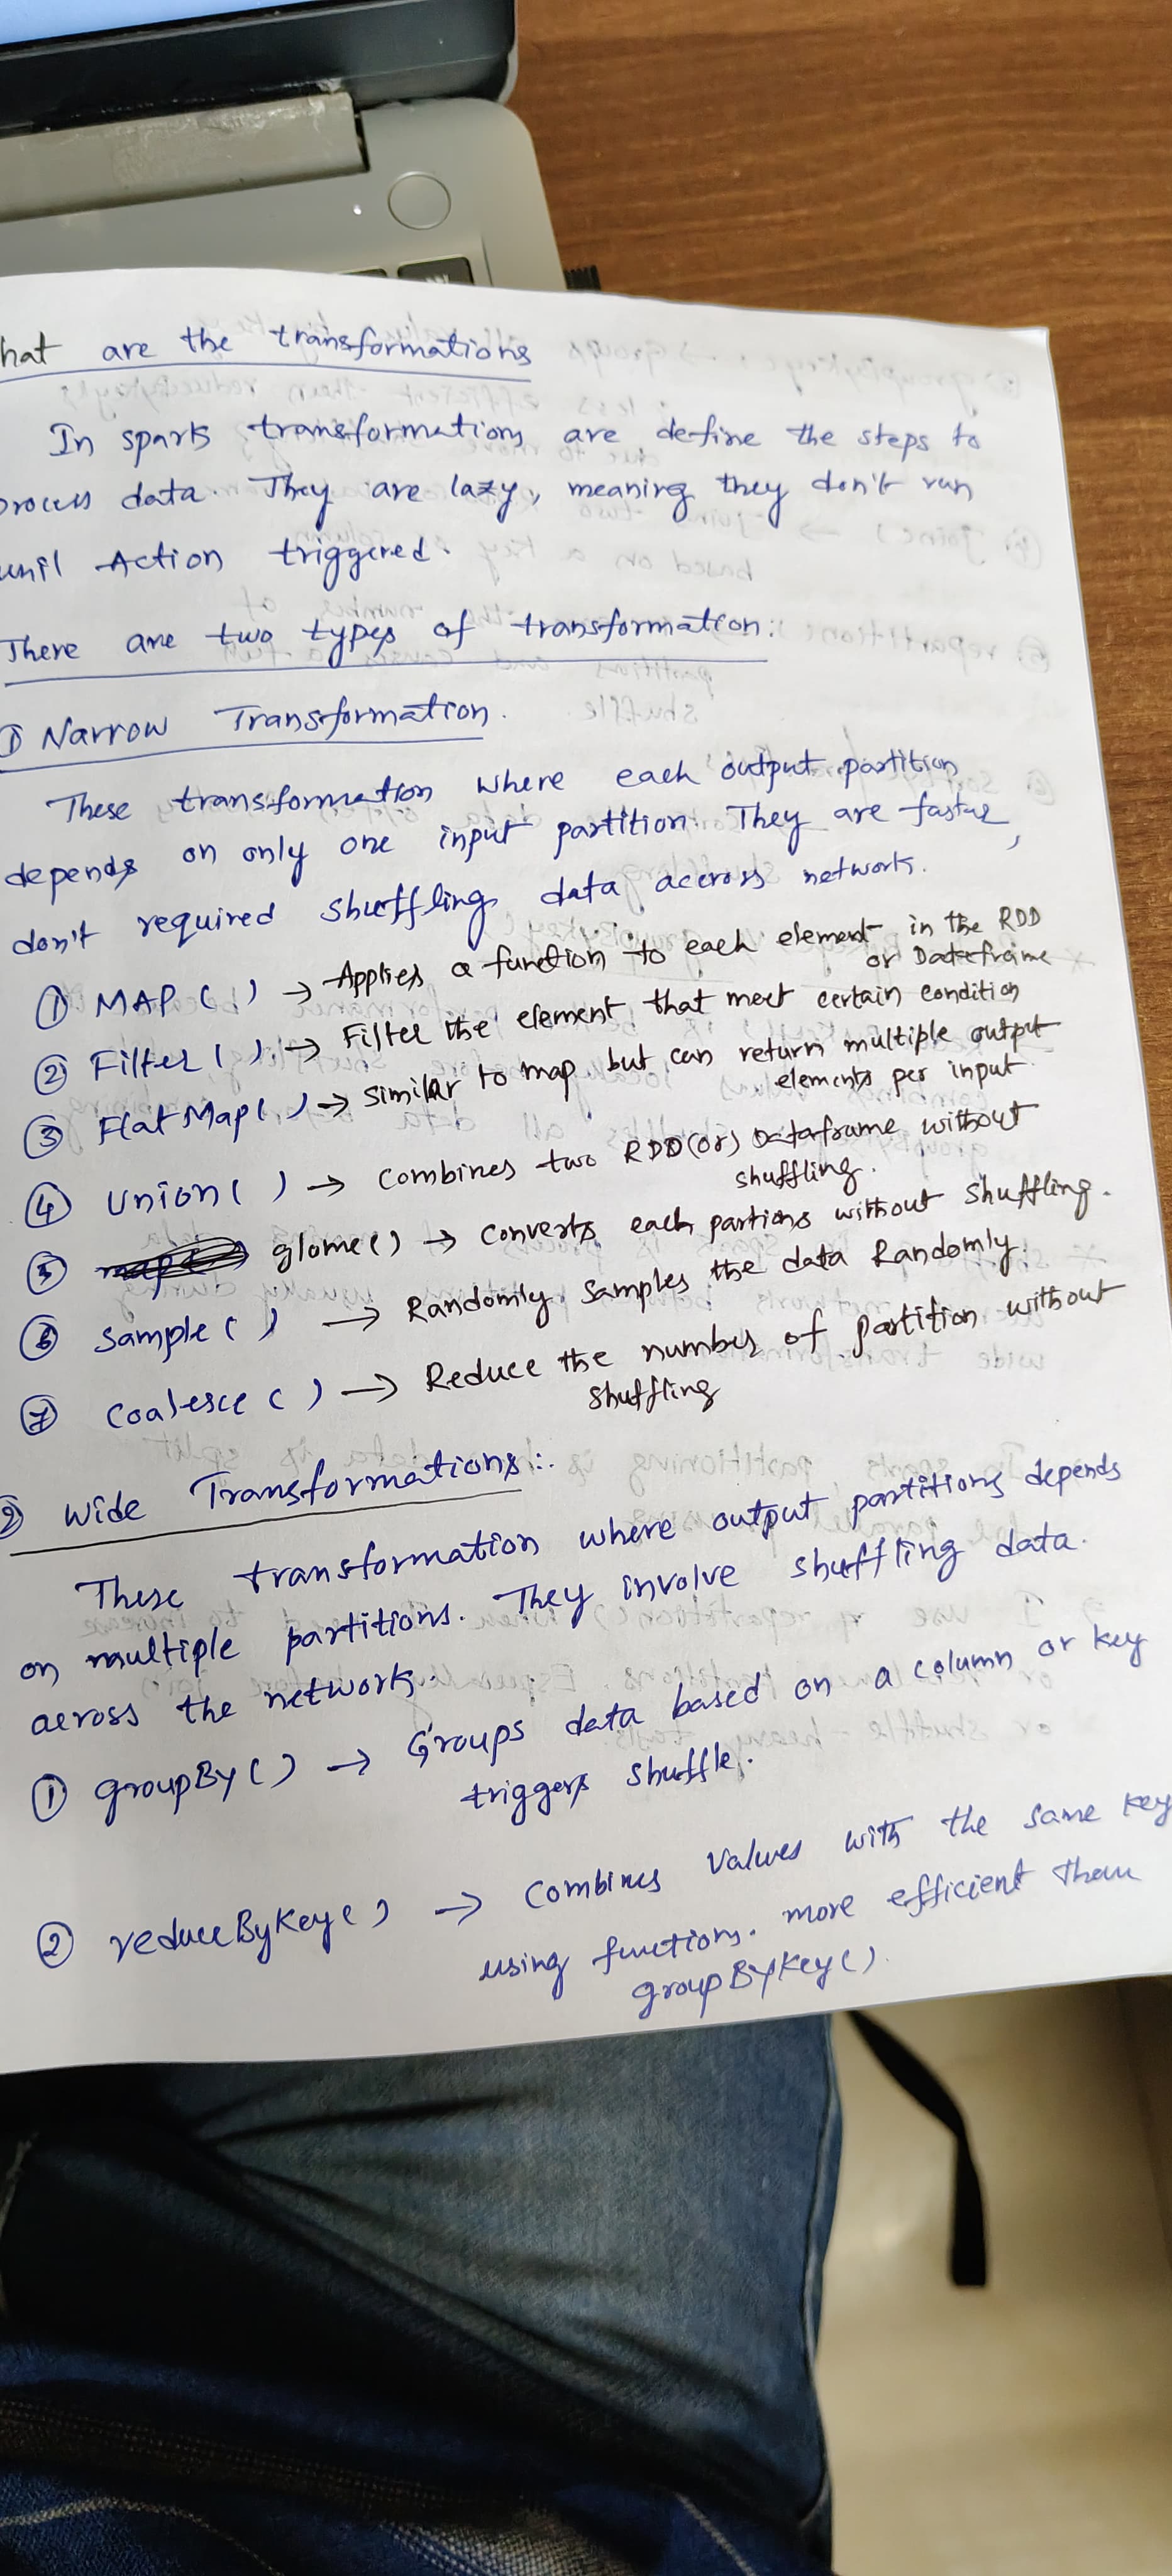 hat are the transformations
In spark transformations are define the steps to
process data. They are lazy, meaning they don't run
until Action triggered.
There are two types of transformation:
① Narrow Transformation.
These transformation where each output partition
depends on only one input partition They are faster,
don't required shuffling data across network.
① MAP ( ) → Applies a function to each element in the RDD
or Dataframe
② Filter ( ) → Filter the element that meet certain condition
③ Flat Map ( ) → similar to map but can return multiple output
elements per input
④ Union ( ) → Combines two RDD (or) Dataframe without
shuffling.
⑤ glome() → converts each partions without shuffling.
⑥ Sample ( ) → Randomly samples the data Randomly.
⑦ Coalesce ( ) → Reduce the number of partition without
shuffling
② Wide Transformations:.
These transformation where output partitions depends
on multiple partitions. They involve shuffling data.
across the network.
① groupBy ( ) → Groups data based on a column or key
triggers shuffle.
② reduceByKey() → Combines values with the same key
using function. more efficient than
groupByKey().